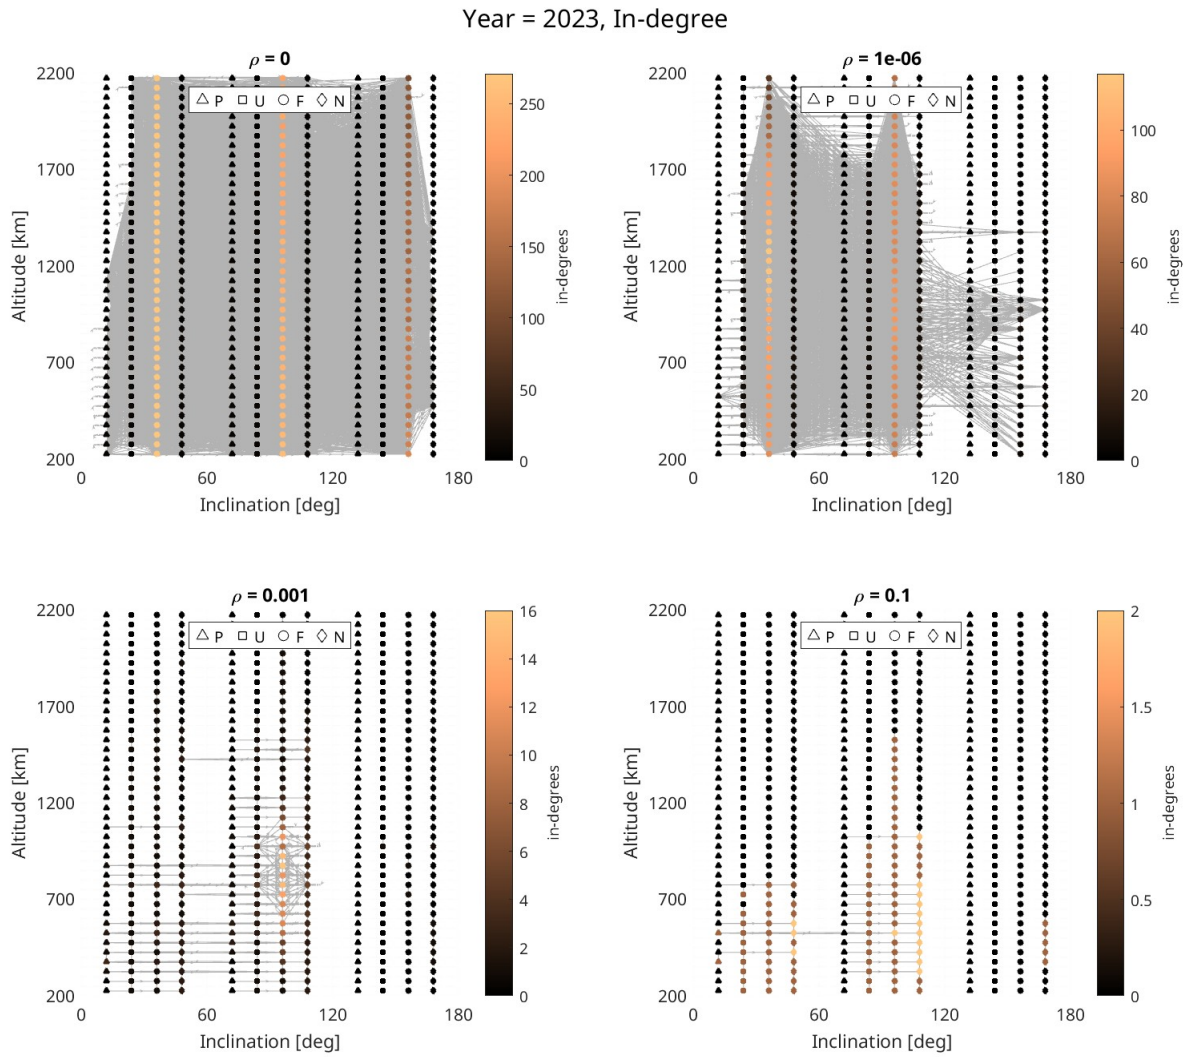 Year = 2023, In-degree
ρ = 0
2200
1700
1200
700
200
Altitude [km]
P U F N
0
60
120
180
Inclination [deg]
250
200
150
100
50
0
in-degrees
ρ = 1e-06
2200
1700
1200
700
200
Altitude [km]
P U F N
0
60
120
180
Inclination [deg]
100
80
60
40
20
0
in-degrees
ρ = 0.001
2200
1700
1200
700
200
Altitude [km]
P U F N
0
60
120
180
Inclination [deg]
16
14
12
10
8
6
4
2
0
in-degrees
ρ = 0.1
2200
1700
1200
700
200
Altitude [km]
P U F N
0
60
120
180
Inclination [deg]
2
1.5
1
0.5
0
in-degrees